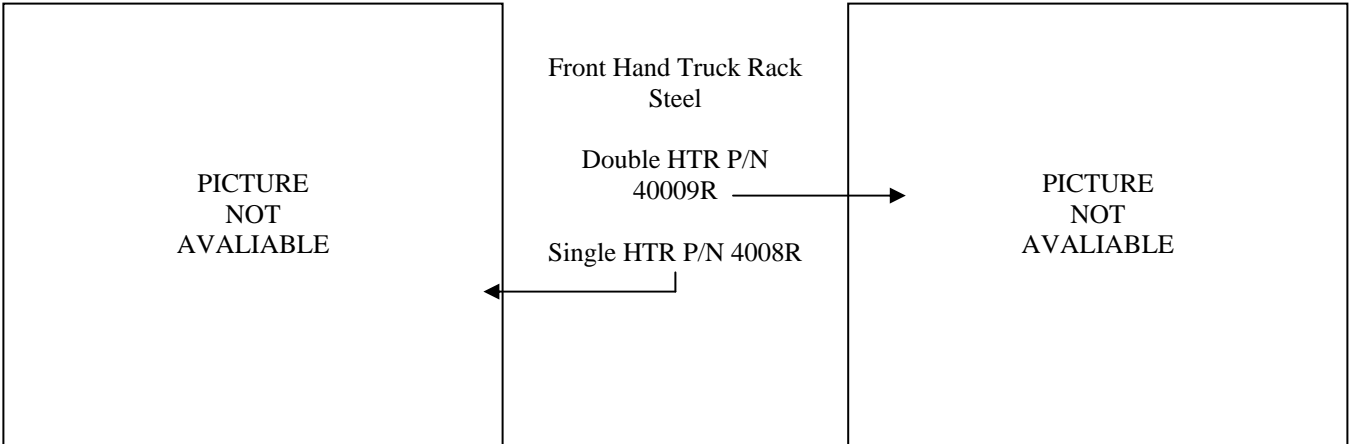 PICTURE
NOT
AVALIABLE
Front Hand Truck Rack
Steel
Double HTR P/N
40009R
Single HTR P/N 4008R
PICTURE
NOT
AVALIABLE